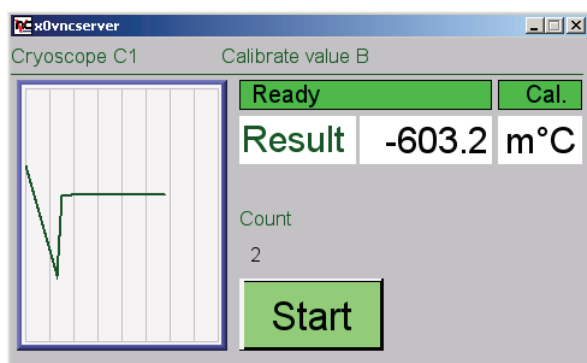 x0vncserver
Cryoscope C1 Calibrate value B
Ready Cal.
Result -603.2 m°C
Count
2
Start